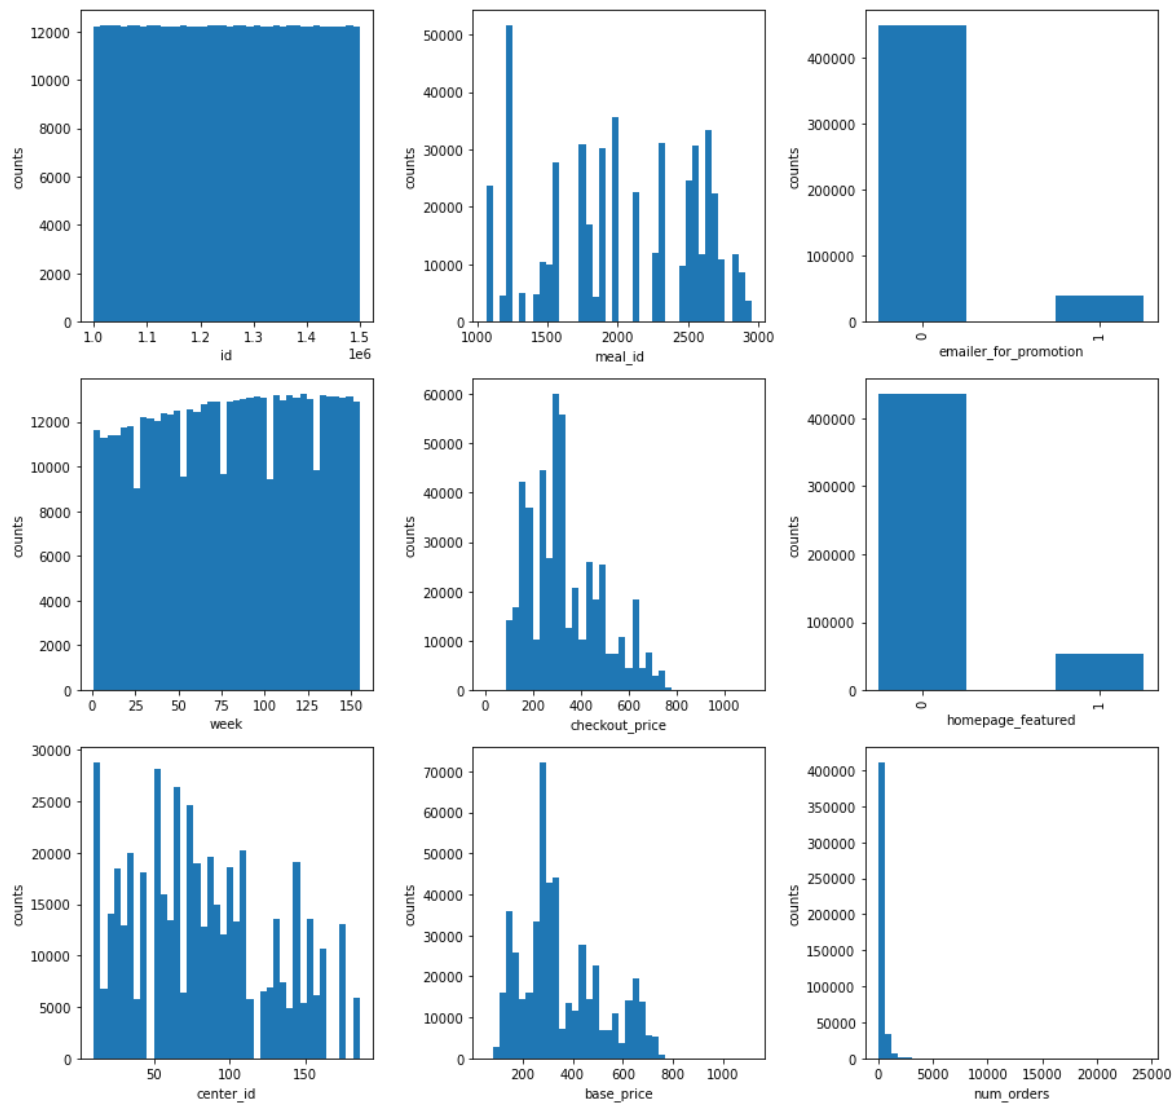 12000
10000
8000
6000
4000
2000
0
counts
1.0 1.1 1.2 1.3 1.4 1.5
1e6
id
50000
40000
30000
20000
10000
0
counts
1000 1500 2000 2500 3000
meal_id
400000
300000
200000
100000
0
counts
0 1
emailer_for_promotion
12000
10000
8000
6000
4000
2000
0
counts
0 25 50 75 100 125 150
week
60000
50000
40000
30000
20000
10000
0
counts
0 200 400 600 800 1000
checkout_price
400000
300000
200000
100000
0
counts
0 1
homepage_featured
30000
25000
20000
15000
10000
5000
0
counts
50 100 150
center_id
70000
60000
50000
40000
30000
20000
10000
0
counts
200 400 600 800 1000
base_price
400000
350000
300000
250000
200000
150000
100000
50000
0
counts
0 5000 10000 15000 20000 25000
num_orders